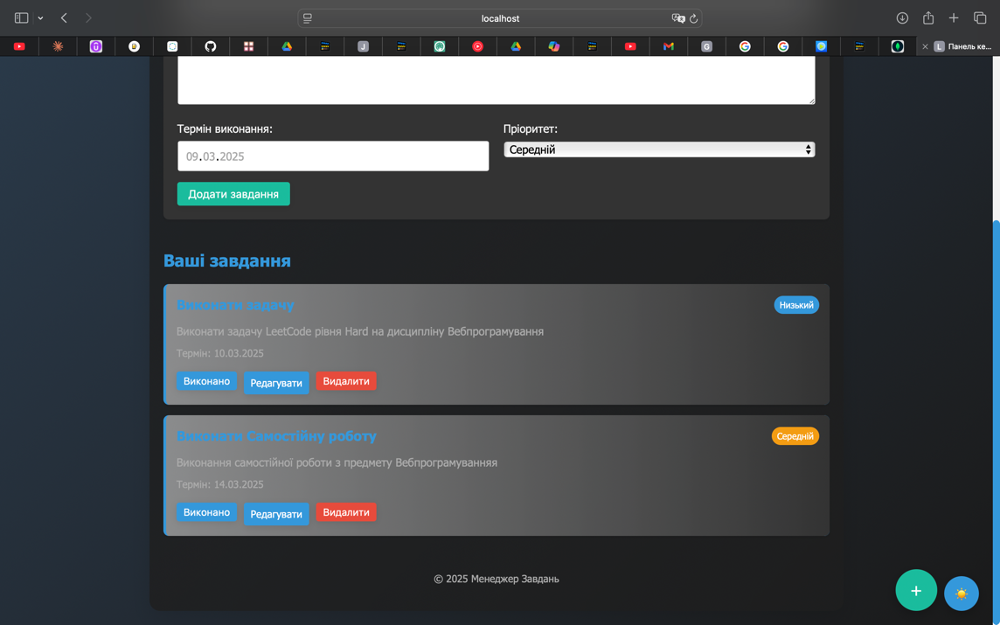 localhost
Панель ке...
Термін виконання:
Пріоритет:
09.03.2025
Середній
Додати завдання
Ваші завдання
Виконати задачу
Низький
Виконати задачу LeetCode рівня Hard на дисципліну Вебпрограмування
Термін: 10.03.2025
Виконано
Редагувати
Видалити
Виконати Самостійну роботу
Середній
Виконання самостійної роботи з предмету Вебпрограмуванняя
Термін: 14.03.2025
Виконано
Редагувати
Видалити
© 2025 Менеджер Завдань
+